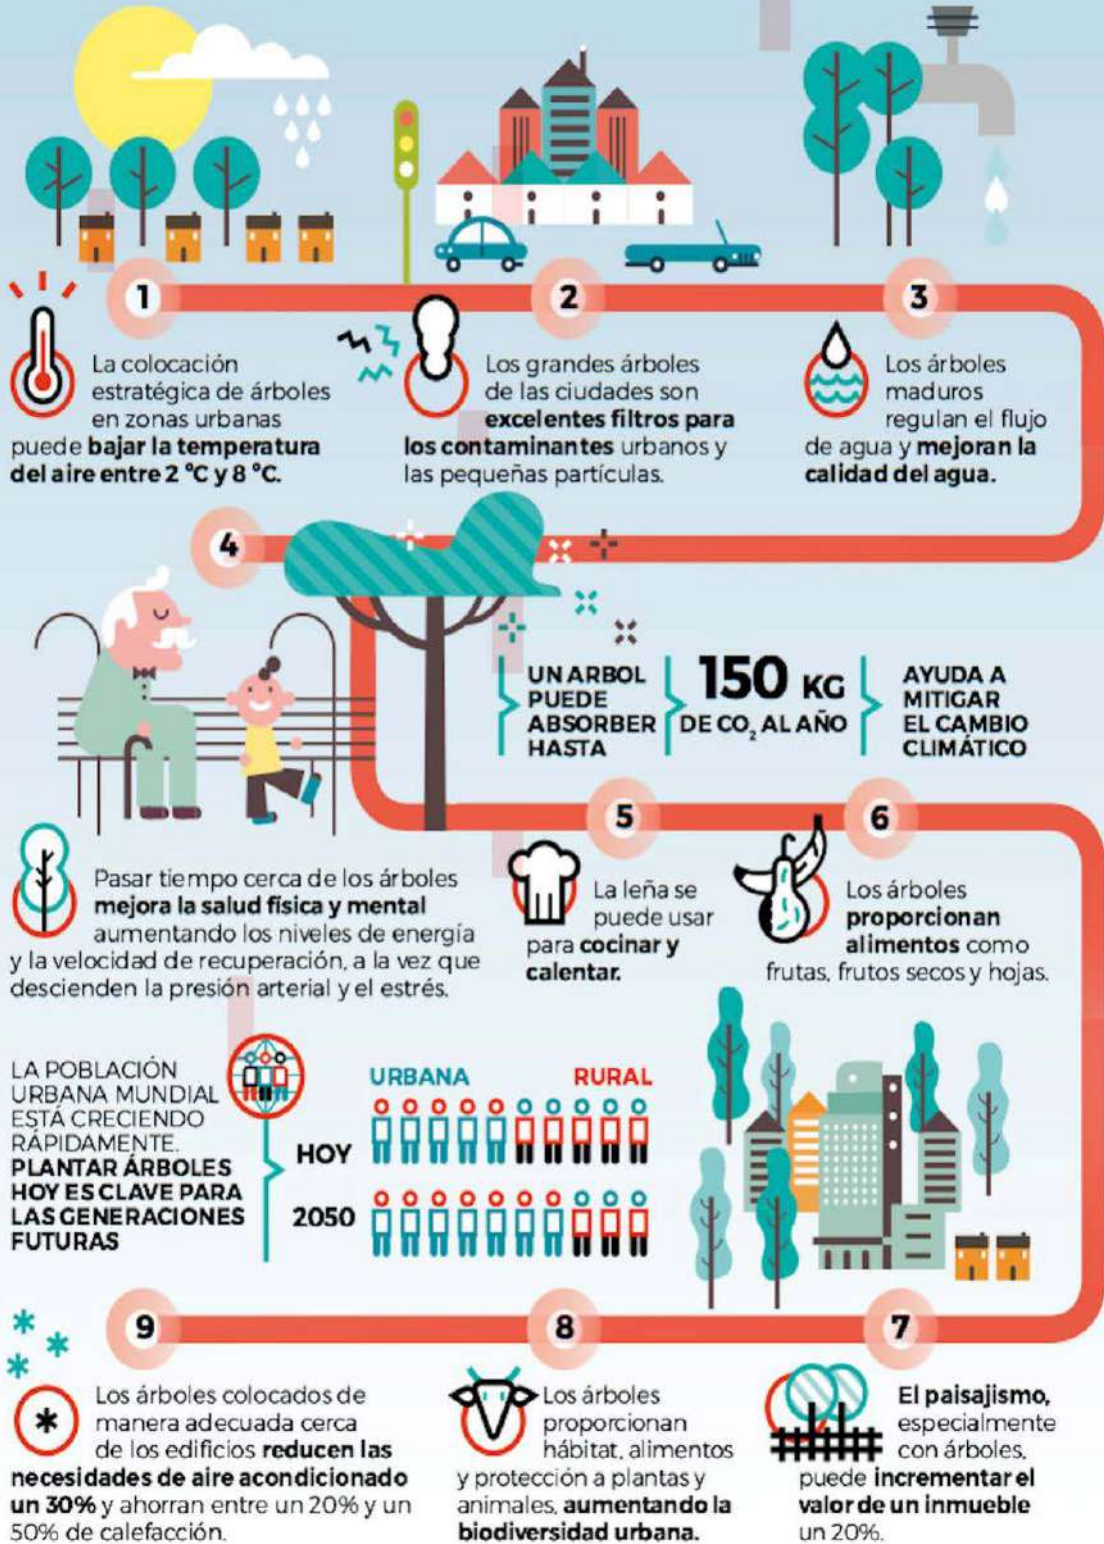 1
La colocación
estratégica de árboles
en zonas urbanas
puede bajar la temperatura
del aire entre 2 °C y 8 °C.
2
Los grandes árboles
de las ciudades son
excelentes filtros para
los contaminantes urbanos y
las pequeñas partículas.
3
Los árboles
maduros
regulan el flujo
de agua y mejoran la
calidad del agua.
4
UN ARBOL
PUEDE
ABSORBER
HASTA
150 KG
DE CO₂ AL AÑO
AYUDA A
MITIGAR
EL CAMBIO
CLIMÁTICO
Pasar tiempo cerca de los árboles
mejora la salud física y mental
aumentando los niveles de energía
y la velocidad de recuperación, a la vez que
descienden la presión arterial y el estrés.
5
La leña se
puede usar
para cocinar y
calentar.
6
Los árboles
proporcionan
alimentos como
frutas, frutos secos y hojas.
LA POBLACIÓN
URBANA MUNDIAL
ESTÁ CRECIENDO
RÁPIDAMENTE.
PLANTAR ÁRBOLES
HOY ES CLAVE PARA
LAS GENERACIONES
FUTURAS
URBANA RURAL
HOY
2050
9
Los árboles colocados de
manera adecuada cerca
de los edificios reducen las
necesidades de aire acondicionado
un 30% y ahorran entre un 20% y un
50% de calefacción.
8
Los árboles
proporcionan
hábitat, alimentos
y protección a plantas y
animales, aumentando la
biodiversidad urbana.
7
El paisajismo,
especialmente
con árboles,
puede incrementar el
valor de un inmueble
un 20%.